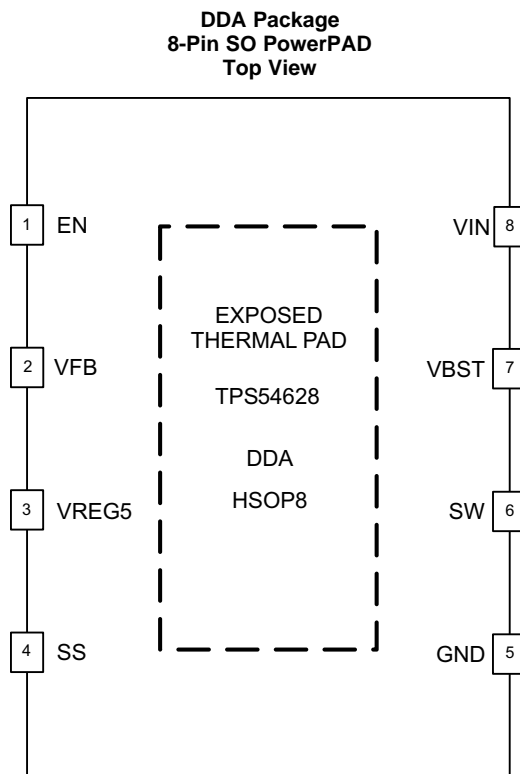 DDA Package
8-Pin SO PowerPAD
Top View
1 EN
VIN 8
EXPOSED
THERMAL PAD
2 VFB
VBST 7
TPS54628
DDA
HSOP8
3 VREG5
SW 6
4 SS
GND 5